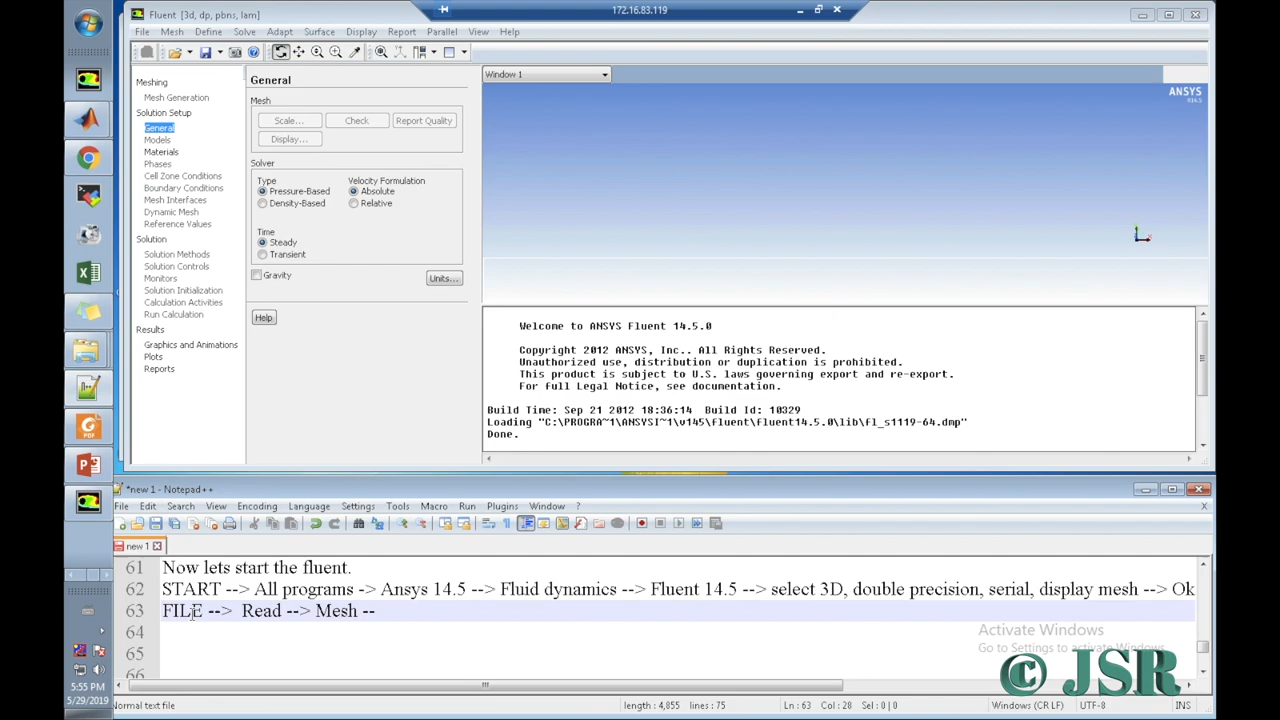 Fluent [3d, dp, pbns, lam]
172.16.83.119
File Mesh Define Solve Adapt Surface Display Report Parallel View Help
Meshing
Mesh Generation
Solution Setup
General
Models
Materials
Phases
Cell Zone Conditions
Boundary Conditions
Mesh Interfaces
Dynamic Mesh
Reference Values
Solution
Solution Methods
Solution Controls
Monitors
Solution Initialization
Calculation Activities
Run Calculation
Results
Graphics and Animations
Plots
Reports
General
Mesh
Scale... Check Report Quality
Display...
Solver
Type Velocity Formulation
Pressure-Based Absolute
Density-Based Relative
Time
Steady
Transient
Gravity Units...
Help
Window 1
ANSYS
Welcome to ANSYS Fluent 14.5.0
Copyright 2012 ANSYS, Inc.. All Rights Reserved.
Unauthorized use, distribution or duplication is prohibited.
This product is subject to U.S. laws governing export and re-export.
For full Legal Notice, see documentation.
Build Time: Sep 21 2012 18:36:14 Build Id: 10329
Loading "C:\PROGRA~1\ANSYSI~1\v145\fluent\fluent14.5.0\lib\fl_s1119-64.dmp"
Done.
*new 1 - Notepad++
File Edit Search View Encoding Language Settings Tools Macro Run Plugins Window ?
new 1
61 Now lets start the fluent.
62 START --> All programs -> Ansys 14.5 --> Fluid dynamics --> Fluent 14.5 --> select 3D, double precision, serial, display mesh --> Ok
63 FILE --> Read --> Mesh --
64
65
66
Activate Windows
Go to Settings to activate Windows.
© JSR
5:55 PM
5/29/2019
Normal text file length : 4,855 lines : 75 Ln : 63 Col : 28 Sel : 0 | 0 Windows (CR LF) UTF-8 INS